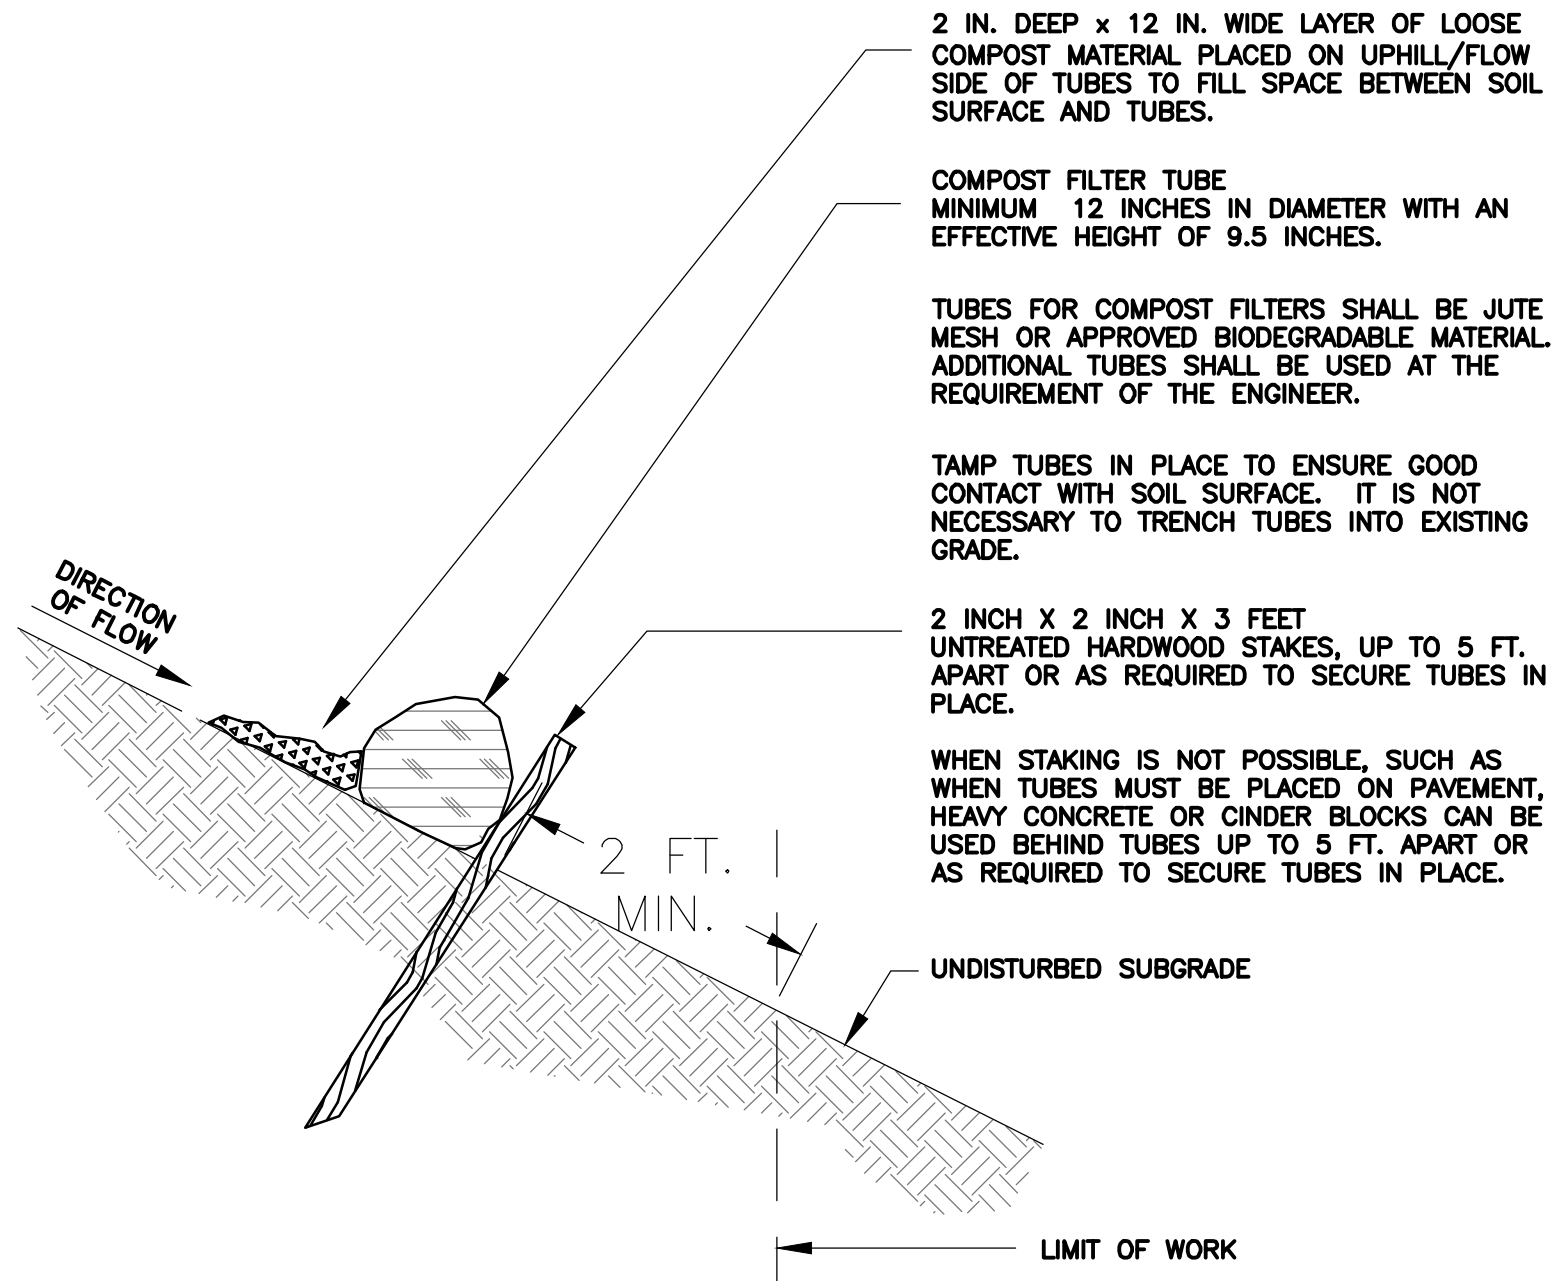 2 IN. DEEP x 12 IN. WIDE LAYER OF LOOSE
COMPOST MATERIAL PLACED ON UPHILL/FLOW
SIDE OF TUBES TO FILL SPACE BETWEEN SOIL
SURFACE AND TUBES.
COMPOST FILTER TUBE
MINIMUM 12 INCHES IN DIAMETER WITH AN
EFFECTIVE HEIGHT OF 9.5 INCHES.
TUBES FOR COMPOST FILTERS SHALL BE JUTE
MESH OR APPROVED BIODEGRADABLE MATERIAL.
ADDITIONAL TUBES SHALL BE USED AT THE
REQUIREMENT OF THE ENGINEER.
TAMP TUBES IN PLACE TO ENSURE GOOD
CONTACT WITH SOIL SURFACE. IT IS NOT
NECESSARY TO TRENCH TUBES INTO EXISTING
GRADE.
DIRECTION
OF FLOW
2 INCH X 2 INCH X 3 FEET
UNTREATED HARDWOOD STAKES, UP TO 5 FT.
APART OR AS REQUIRED TO SECURE TUBES IN
PLACE.
WHEN STAKING IS NOT POSSIBLE, SUCH AS
WHEN TUBES MUST BE PLACED ON PAVEMENT,
HEAVY CONCRETE OR CINDER BLOCKS CAN BE
USED BEHIND TUBES UP TO 5 FT. APART OR
AS REQUIRED TO SECURE TUBES IN PLACE.
2 FT.
MIN.
UNDISTURBED SUBGRADE
LIMIT OF WORK